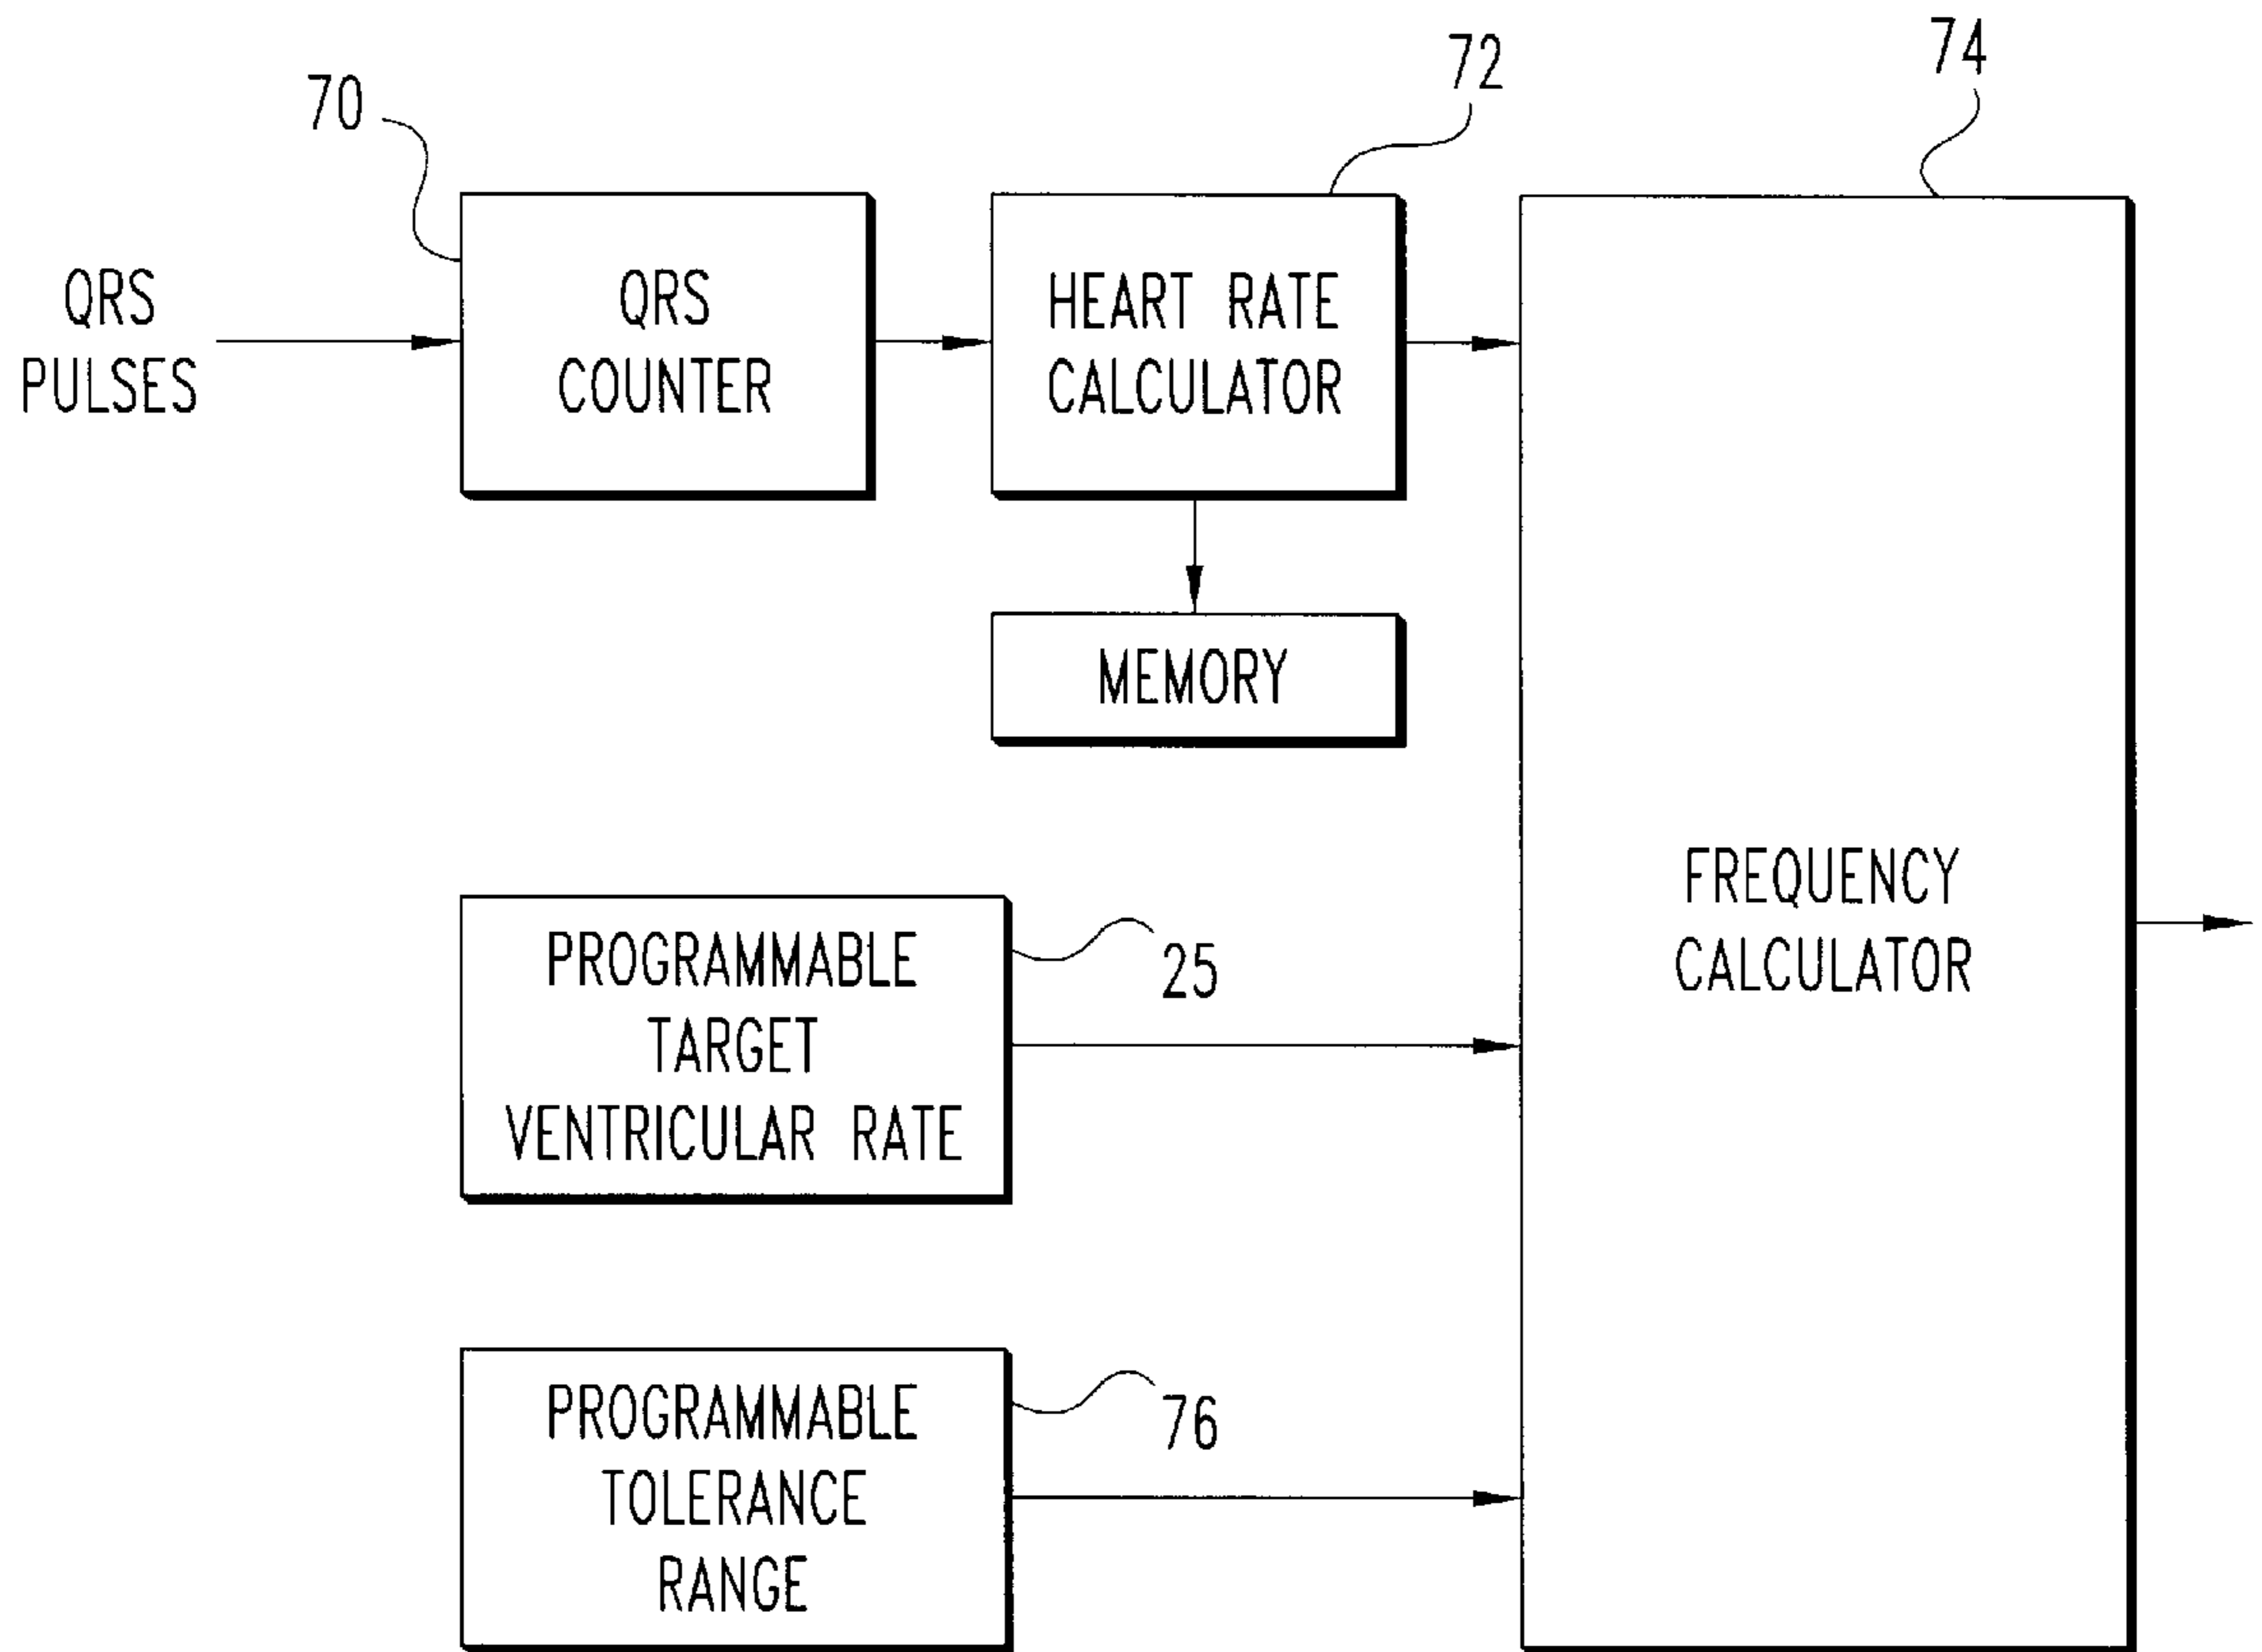 70
72
74
QRS
PULSES
QRS
COUNTER
HEART RATE
CALCULATOR
MEMORY
FREQUENCY
CALCULATOR
PROGRAMMABLE
TARGET
VENTRICULAR RATE
25
PROGRAMMABLE
TOLERANCE
RANGE
76